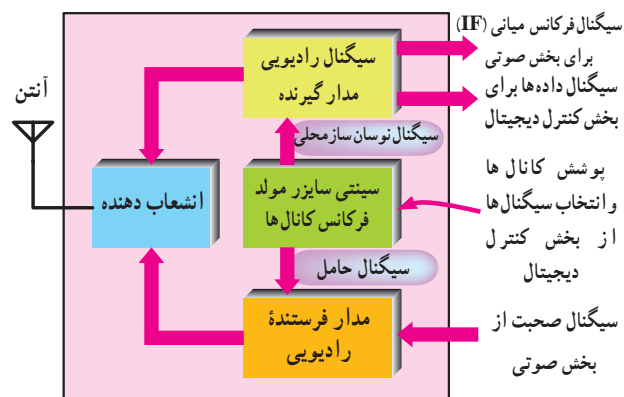 سیگنال فرکانس میانی (IF)
برای بخش صوتی
سیگنال داده‌ها برای
بخش کنترل دیجیتال
سیگنال رادیویی
مدار گیرنده
آنتن
سیگنال نوسان ساز محلی
پوشش کانال ها
و انتخاب سیگنال‌ها
از بخش کنترل
دیجیتال
سینتی سایزر مولد
فرکانس کانال‌ها
انشعاب دهنده
سیگنال حامل
مدار فرستندهٔ
رادیویی
سیگنال صحبت از
بخش صوتی